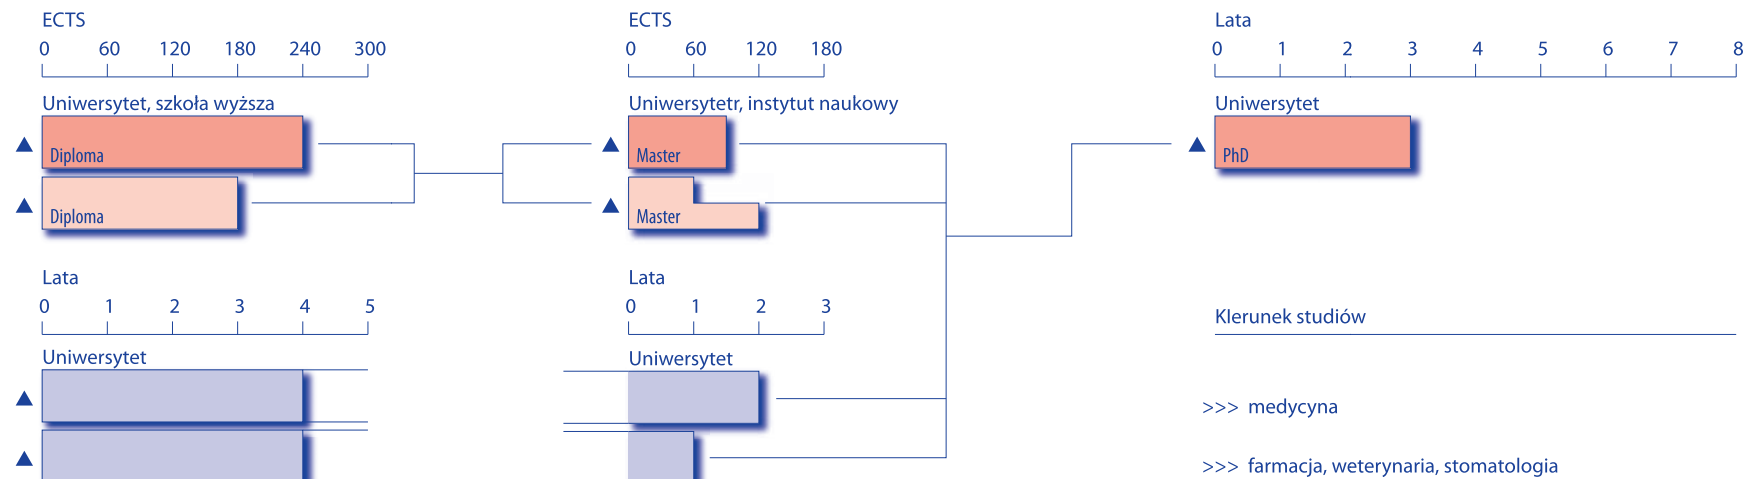 ECTS
0 60 120 180 240 300
Uniwersytet, szkoła wyższa
Diploma
Diploma
Lata
0 1 2 3 4 5
Uniwersytet
ECTS
0 60 120 180
Uniwersytetr, instytut naukowy
Master
Master
Lata
0 1 2 3
Uniwersytet
Lata
0 1 2 3 4 5 6 7 8
Uniwersytet
PhD
Klerunek studiów
>>> medycyna
>>> farmacja, weterynaria, stomatologia